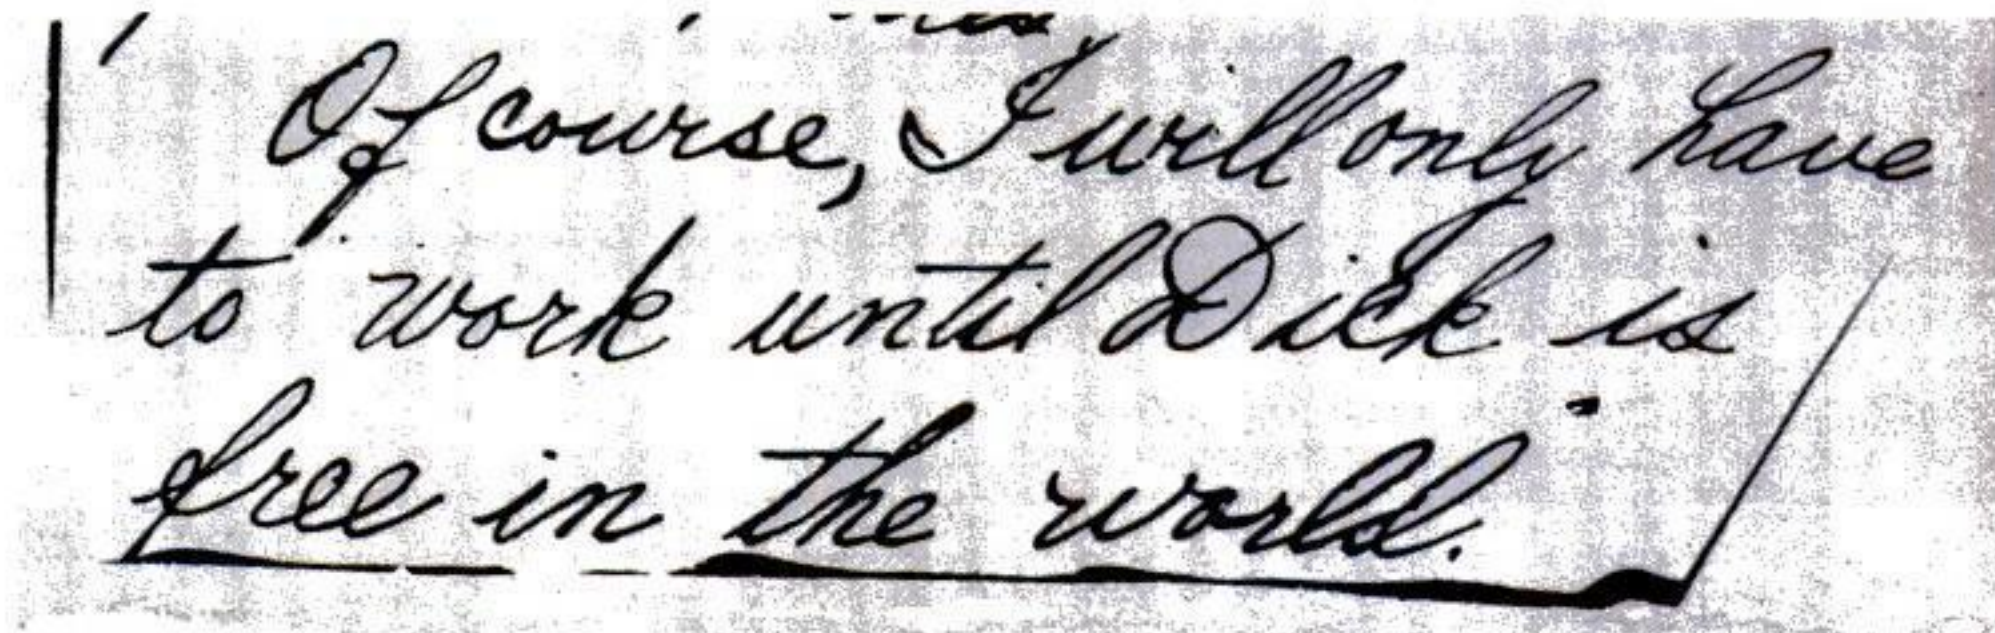 Of course, I will only have
to work until Dick is
free in the world.